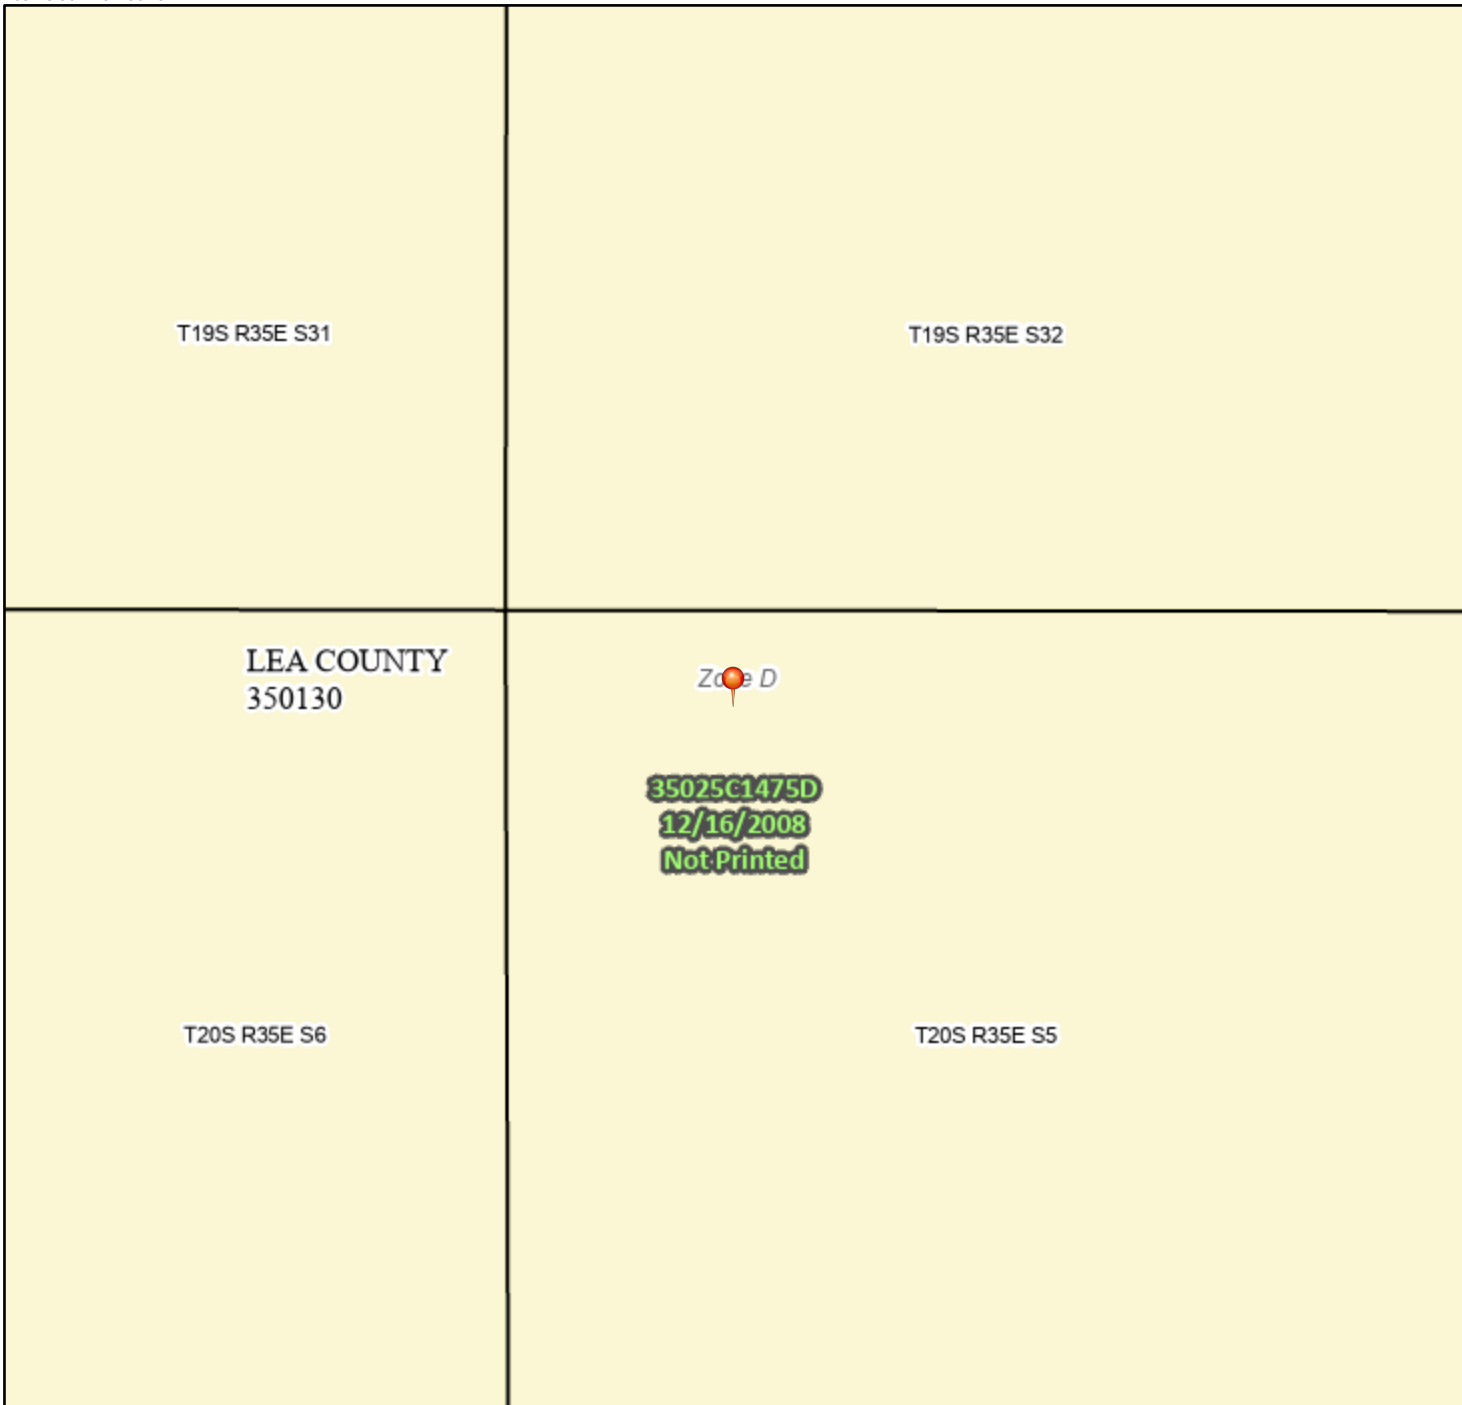 T19S R35E S31
T19S R35E S32
LEA COUNTY
350130
D
35025C1475D
12/16/2008
Not Printed
T20S R35E S6
T20S R35E S5